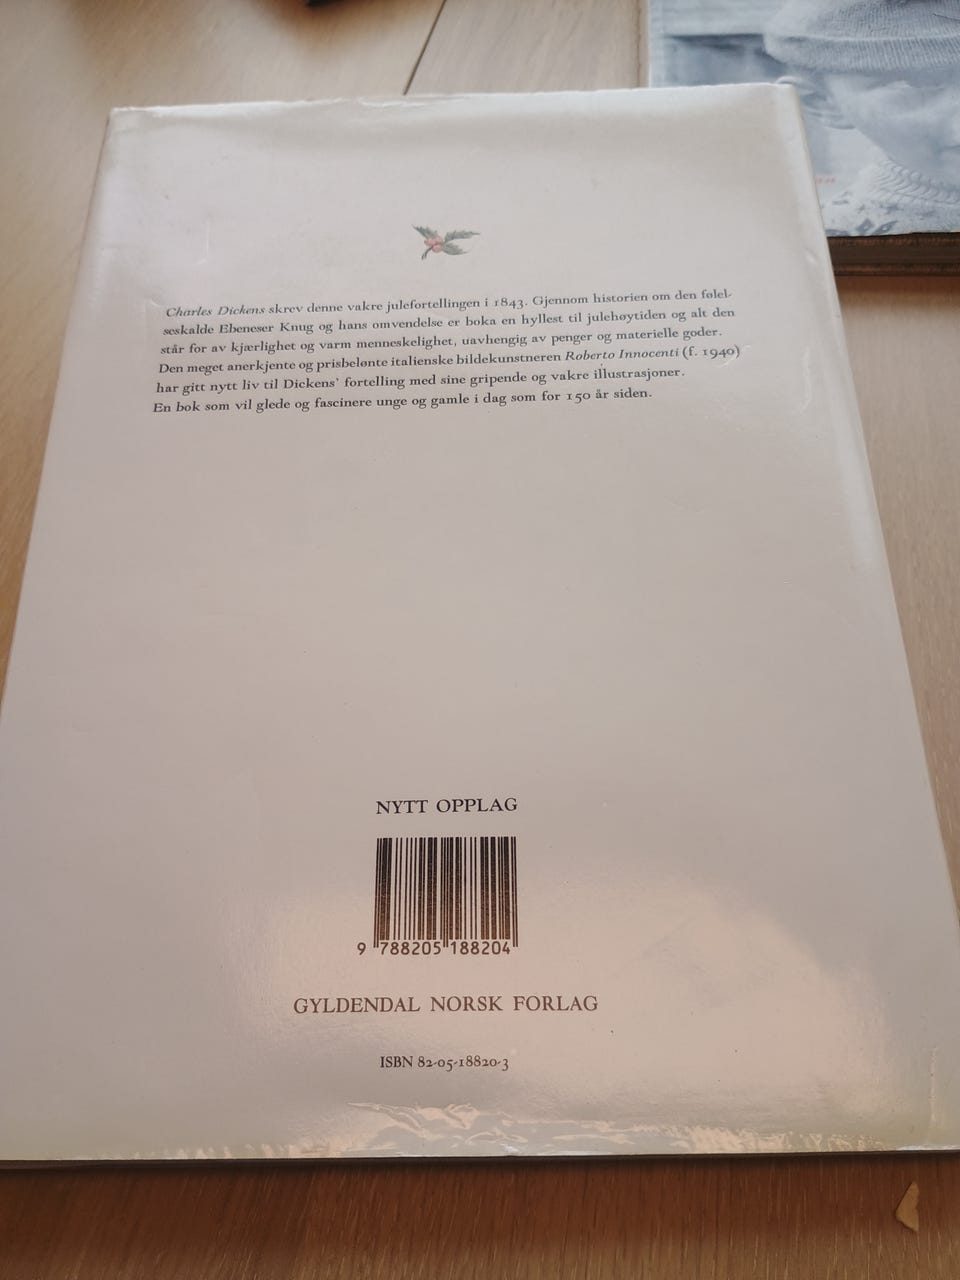 Charles Dickens skrev denne vakre julefortellingen i 1843. Gjennom historien om den følel-
seskalde Ebeneser Knug og hans omvendelse er boka en hyllest til julehøytiden og alt den
står for av kjærlighet og varm menneskelighet, uavhengig av penger og materielle goder.
Den meget anerkjente og prisbelønte italienske bildekunstneren Roberto Innocenti (f. 1940)
har gitt nytt liv til Dickens' fortelling med sine gripende og vakre illustrasjoner.
En bok som vil glede og fascinere unge og gamle i dag som for 150 år siden.
NYTT OPPLAG
9 788205 188204
GYLDENDAL NORSK FORLAG
ISBN 82-05-18820-3